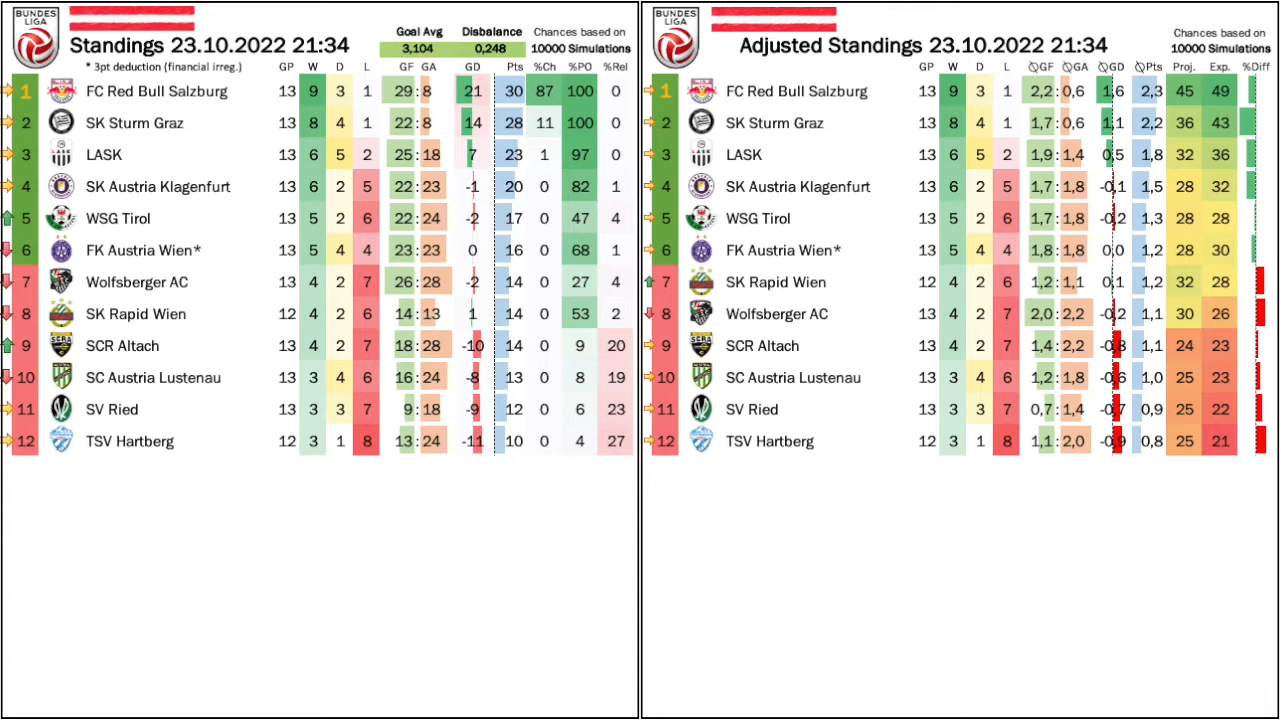 BUNDES
LIGA
Standings 23.10.2022 21:34
Goal Avg Disbalance Chances based on
3,104 0,248 10000 Simulations
* 3pt deduction (financial irreg.) GP W D L GF GA GD Pts %Ch %PO %Rel
1 FC Red Bull Salzburg 13 9 3 1 29 : 8 21 30 87 100 0
2 SK Sturm Graz 13 8 4 1 22 : 8 14 28 11 100 0
3 LASK 13 6 5 2 25 : 18 7 23 1 97 0
4 SK Austria Klagenfurt 13 6 2 5 22 : 23 -1 20 0 82 1
5 WSG Tirol 13 5 2 6 22 : 24 -2 17 0 47 4
6 FK Austria Wien* 13 5 4 4 23 : 23 0 16 0 68 1
7 Wolfsberger AC 13 4 2 7 26 : 28 -2 14 0 27 4
8 SK Rapid Wien 12 4 2 6 14 : 13 1 14 0 53 2
9 SCR Altach 13 4 2 7 18 : 28 -10 14 0 9 20
10 SC Austria Lustenau 13 3 4 6 16 : 24 -8 13 0 8 19
11 SV Ried 13 3 3 7 9 : 18 -9 12 0 6 23
12 TSV Hartberg 12 3 1 8 13 : 24 -11 10 0 4 27
BUNDES
LIGA
Adjusted Standings 23.10.2022 21:34
Chances based on
10000 Simulations
GP W D L ∅GF ∅GA ∅GD ∅Pts Proj. Exp. %Diff
1 FC Red Bull Salzburg 13 9 3 1 2,2 : 0,6 1,6 2,3 45 49
2 SK Sturm Graz 13 8 4 1 1,7 : 0,6 1,1 2,2 36 43
3 LASK 13 6 5 2 1,9 : 1,4 0,5 1,8 32 36
4 SK Austria Klagenfurt 13 6 2 5 1,7 : 1,8 -0,1 1,5 28 32
5 WSG Tirol 13 5 2 6 1,7 : 1,8 -0,2 1,3 28 28
6 FK Austria Wien* 13 5 4 4 1,8 : 1,8 0,0 1,2 28 30
7 SK Rapid Wien 12 4 2 6 1,2 : 1,1 0,1 1,2 32 28
8 Wolfsberger AC 13 4 2 7 2,0 : 2,2 -0,2 1,1 30 26
9 SCR Altach 13 4 2 7 1,4 : 2,2 -0,8 1,1 24 23
10 SC Austria Lustenau 13 3 4 6 1,2 : 1,8 -0,6 1,0 25 23
11 SV Ried 13 3 3 7 0,7 : 1,4 -0,7 0,9 25 22
12 TSV Hartberg 12 3 1 8 1,1 : 2,0 -0,9 0,8 25 21